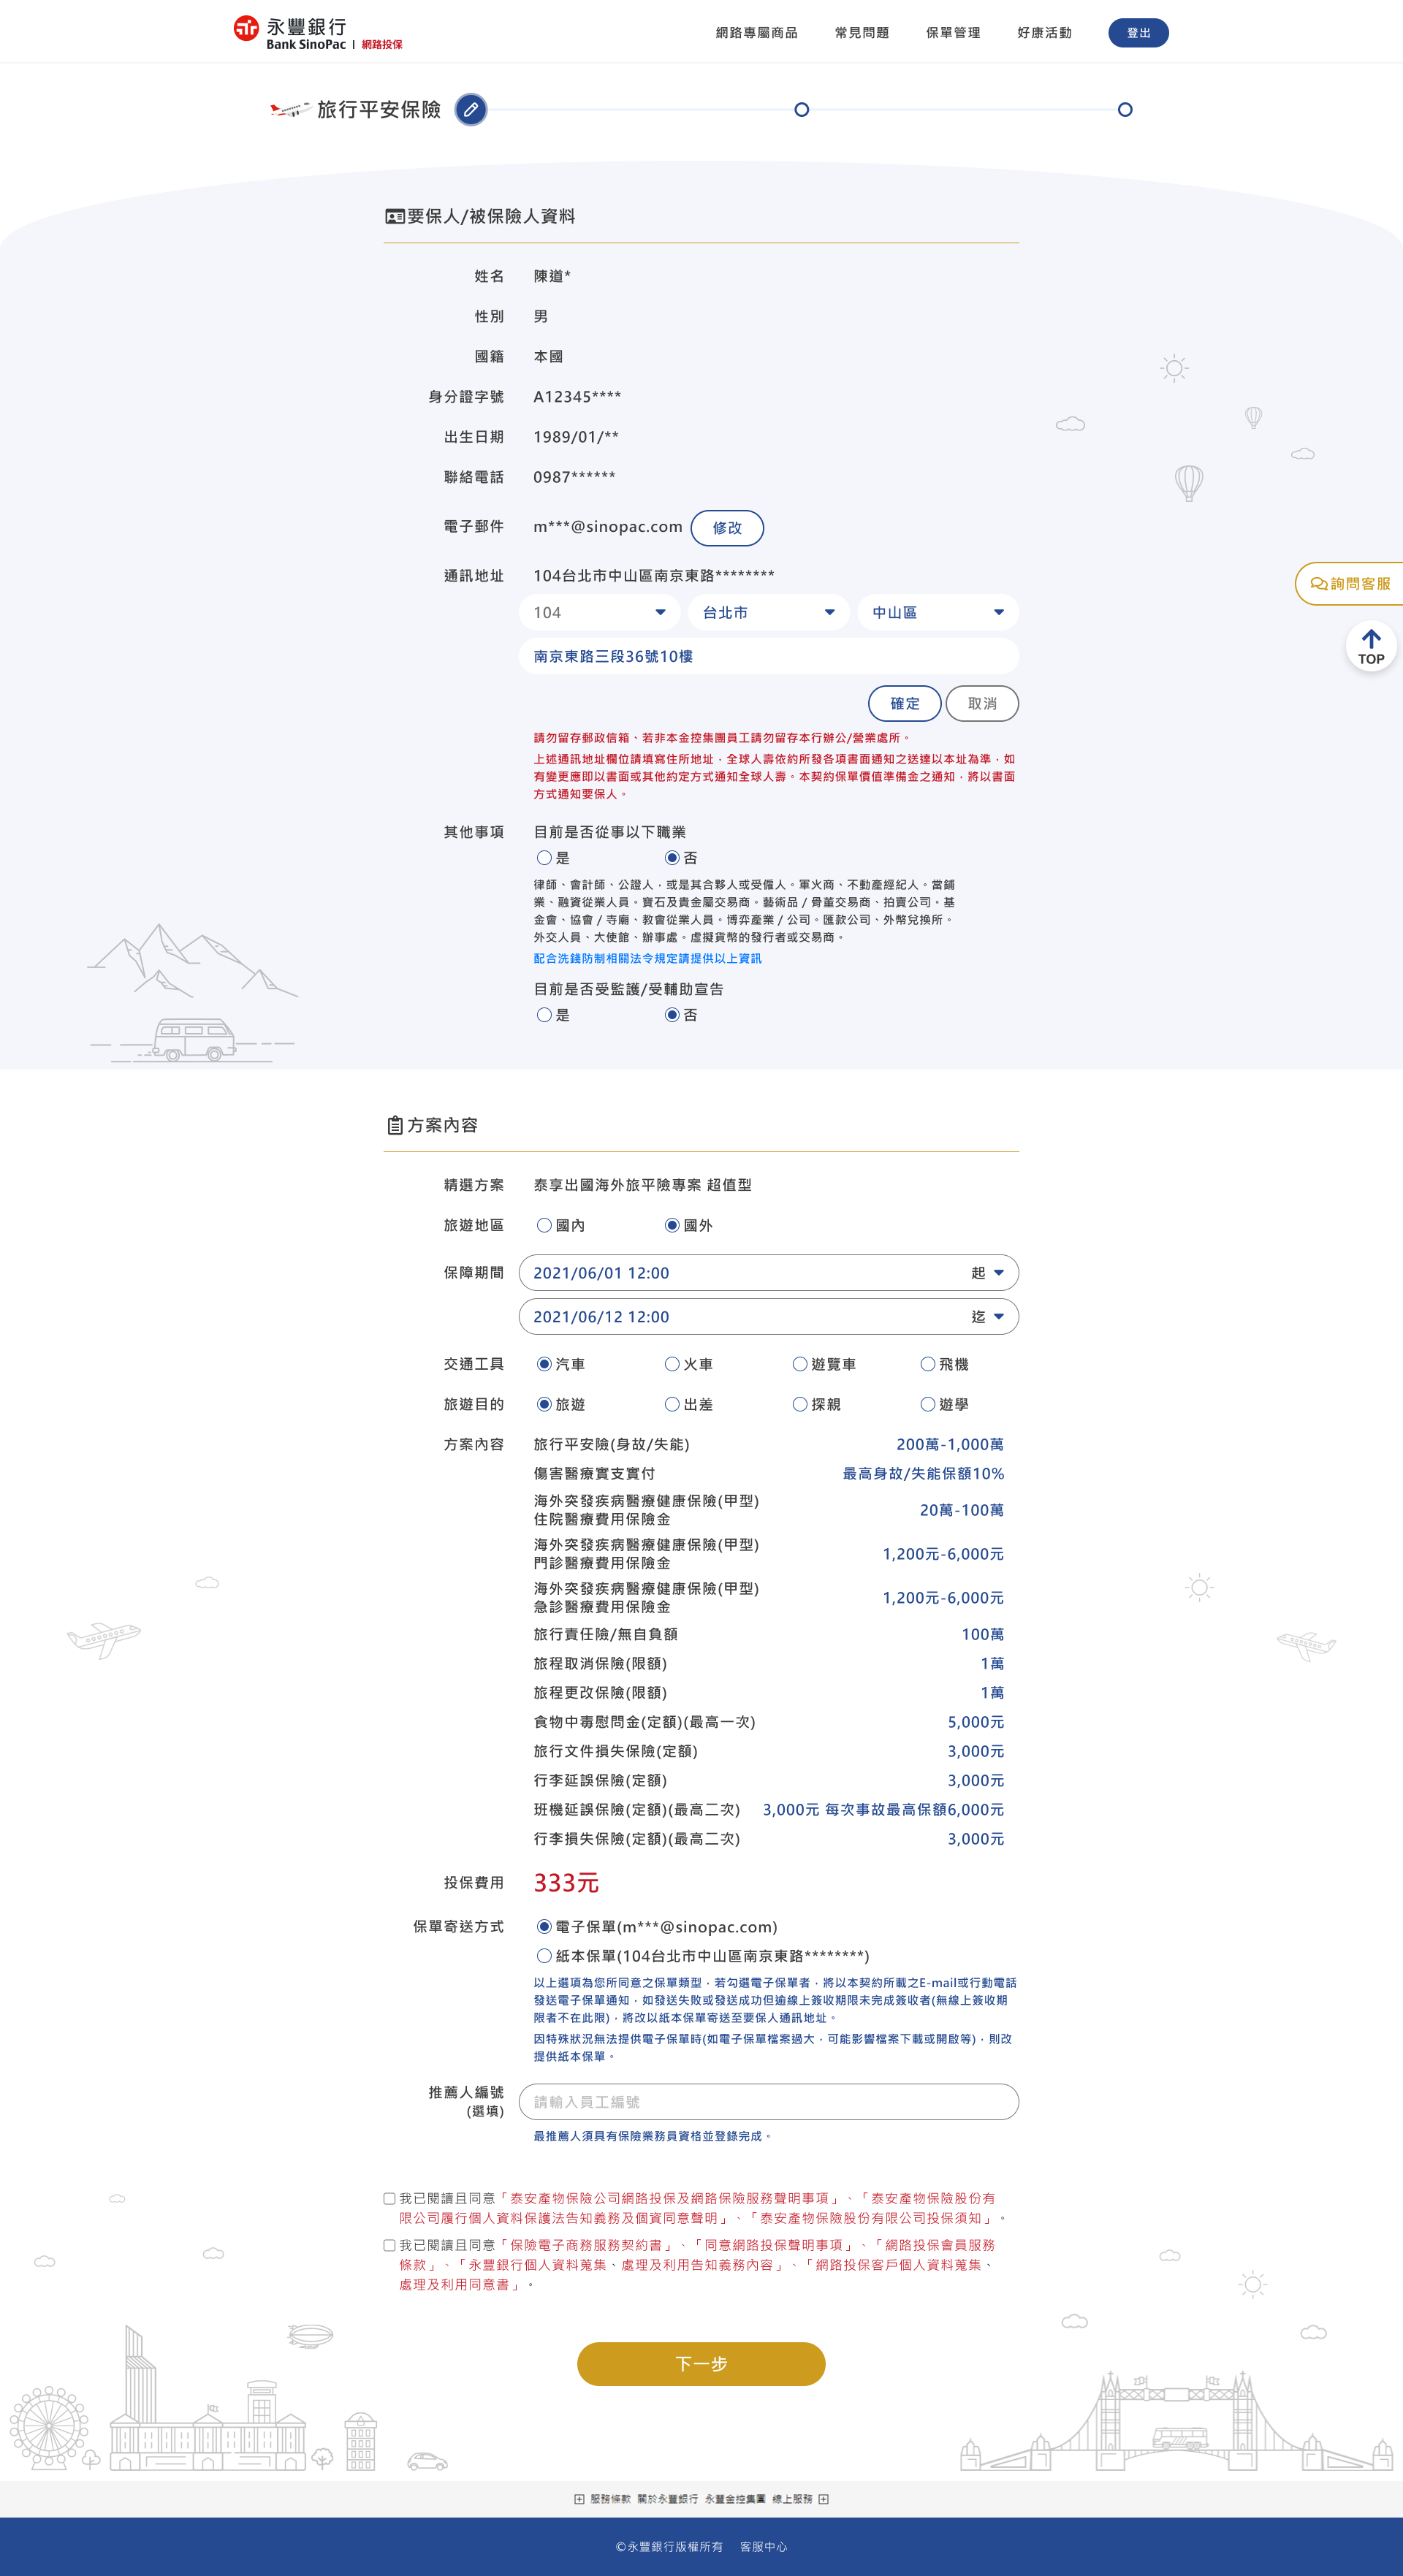 永豐銀行
Bank SinoPac | 網路投保
網路專屬商品 常見問題 保單管理 好康活動 登出
旅行平安保險
要保人/被保險人資料
姓名 陳道*
性別 男
國籍 本國
身分證字號 A12345****
出生日期 1989/01/**
聯絡電話 0987******
電子郵件 m***@sinopac.com 修改
通訊地址 104台北市中山區南京東路********
104 台北市 中山區
詢問客服
南京東路三段36號10樓
TOP
確定 取消
請勿留存郵政信箱、若非本金控集團員工請勿留存本行辦公/營業處所。
上述通訊地址欄位請填寫住所地址，全球人壽依約所發各項書面通知之送達以本址為準，如
有變更應即以書面或其他約定方式通知全球人壽。本契約保單價值準備金之通知，將以書面
方式通知要保人。
其他事項 目前是否從事以下職業
是 否
律師、會計師、公證人，或是其合夥人或受僱人。軍火商、不動產經紀人。當鋪
業、融資從業人員。寶石及貴金屬交易商。藝術品 / 骨董交易商、拍賣公司。基
金會、協會 / 寺廟、教會從業人員。博弈產業 / 公司。匯款公司、外幣兌換所。
外交人員、大使館、辦事處。虛擬貨幣的發行者或交易商。
配合洗錢防制相關法令規定請提供以上資訊
目前是否受監護/受輔助宣告
是 否
方案內容
精選方案 泰享出國海外旅平險專案 超值型
旅遊地區 國內 國外
保障期間 2021/06/01 12:00 起
2021/06/12 12:00 迄
交通工具 汽車 火車 遊覽車 飛機
旅遊目的 旅遊 出差 探親 遊學
方案內容 旅行平安險(身故/失能) 200萬-1,000萬
傷害醫療實支實付 最高身故/失能保額10%
海外突發疾病醫療健康保險(甲型)
住院醫療費用保險金 20萬-100萬
海外突發疾病醫療健康保險(甲型)
門診醫療費用保險金 1,200元-6,000元
海外突發疾病醫療健康保險(甲型)
急診醫療費用保險金 1,200元-6,000元
旅行責任險/無自負額 100萬
旅程取消保險(限額) 1萬
旅程更改保險(限額) 1萬
食物中毒慰問金(定額)(最高一次) 5,000元
旅行文件損失保險(定額) 3,000元
行李延誤保險(定額) 3,000元
班機延誤保險(定額)(最高二次) 3,000元 每次事故最高保額6,000元
行李損失保險(定額)(最高二次) 3,000元
投保費用 333元
保單寄送方式 電子保單(m***@sinopac.com)
紙本保單(104台北市中山區南京東路********)
以上選項為您所同意之保單類型，若勾選電子保單者，將以本契約所載之E-mail或行動電話
發送電子保單通知，如發送失敗或發送成功但逾線上簽收期限未完成簽收者(無線上簽收期
限者不在此限)，將改以紙本保單寄送至要保人通訊地址。
因特殊狀況無法提供電子保單時(如電子保單檔案過大，可能影響檔案下載或開啟等)，則改
提供紙本保單。
推薦人編號
(選填)
請輸入員工編號
最推薦人須具有保險業務員資格並登錄完成。
我已閱讀且同意「泰安產物保險公司網路投保及網路保險服務聲明事項」、「泰安產物保險股份有
限公司履行個人資料保護法告知義務及個資同意聲明」、「泰安產物保險股份有限公司投保須知」。
我已閱讀且同意「保險電子商務服務契約書」、「同意網路投保聲明事項」、「網路投保會員服務
條款」、「永豐銀行個人資料蒐集、處理及利用告知義務內容」、「網路投保客戶個人資料蒐集、
處理及利用同意書」。
下一步
服務條款 關於永豐銀行 永豐金控集團 線上服務
©永豐銀行版權所有 客服中心